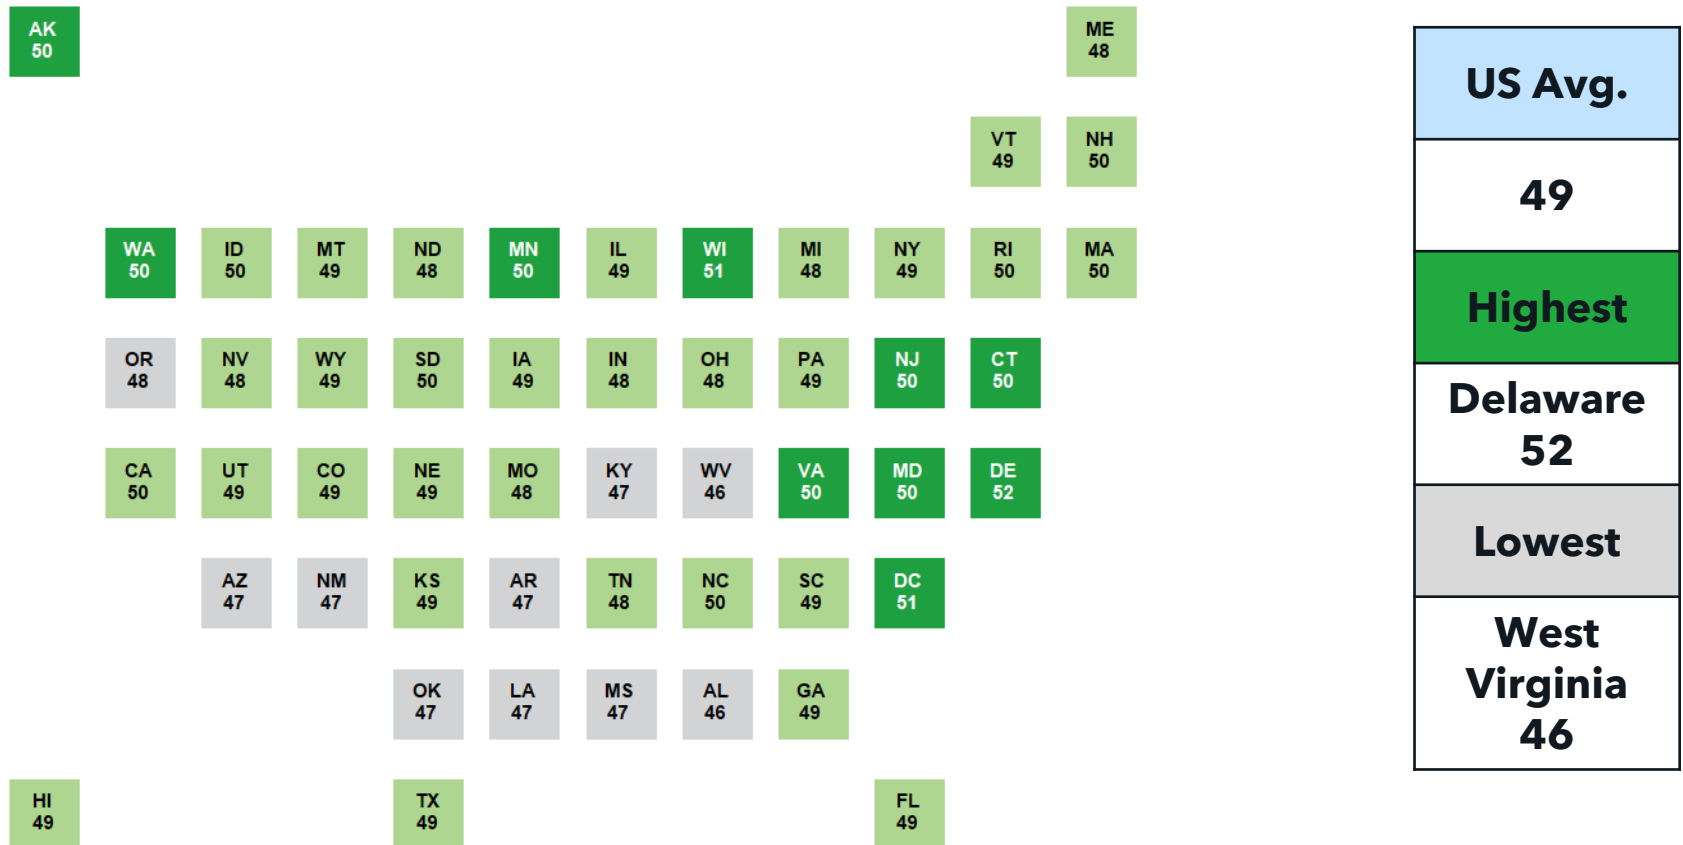 AK
50
ME
48
VT
49
NH
50
WA
50
ID
50
MT
49
ND
48
MN
50
IL
49
WI
51
MI
48
NY
49
RI
50
MA
50
OR
48
NV
48
WY
49
SD
50
IA
49
IN
48
OH
48
PA
49
NJ
50
CT
50
CA
50
UT
49
CO
49
NE
49
MO
48
KY
47
WV
46
VA
50
MD
50
DE
52
AZ
47
NM
47
KS
49
AR
47
TN
48
NC
50
SC
49
DC
51
OK
47
LA
47
MS
47
AL
46
GA
49
HI
49
TX
49
FL
49
US Avg.
49
Highest
Delaware
52
Lowest
West
Virginia
46